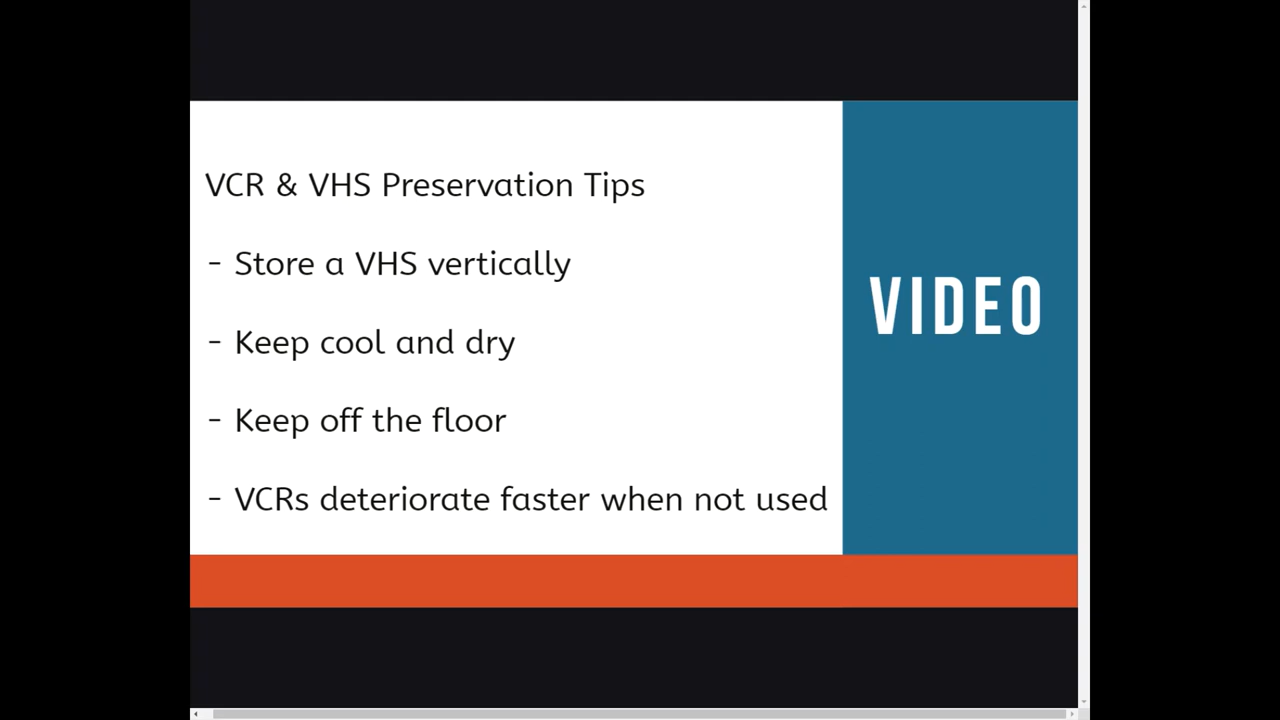 VCR & VHS Preservation Tips
- Store a VHS vertically
- Keep cool and dry
- Keep off the floor
- VCRs deteriorate faster when not used
VIDEO